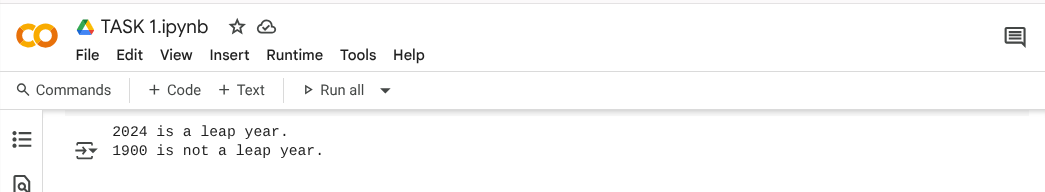 TASK 1.ipynb
File Edit View Insert Runtime Tools Help
Commands + Code + Text Run all
2024 is a leap year.
1900 is not a leap year.